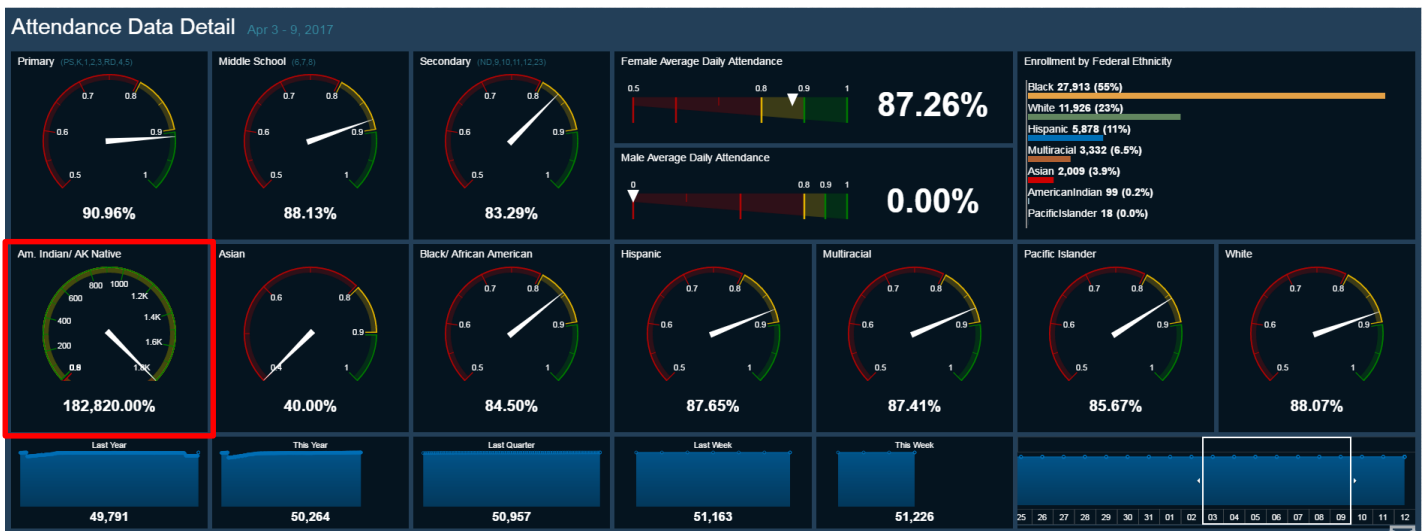 Attendance Data Detail Apr 3 - 9, 2017
Primary (PS,K,1,2,3,RD,4,5)
0.5
0.6
0.7
0.8
0.9
1
90.96%
Middle School (6,7,8)
0.5
0.6
0.7
0.8
0.9
1
88.13%
Secondary (ND,9,10,11,12,23)
0.5
0.6
0.7
0.8
0.9
1
83.29%
Female Average Daily Attendance
0.5 0.8 0.9 1
87.26%
Male Average Daily Attendance
0 0.8 0.9 1
0.00%
Enrollment by Federal Ethnicity
Black 27,913 (55%)
White 11,926 (23%)
Hispanic 5,878 (11%)
Multiracial 3,332 (6.5%)
Asian 2,009 (3.9%)
AmericanIndian 99 (0.2%)
PacificIslander 18 (0.0%)
Am. Indian/ AK Native
200
400
600
800
1000
1.2K
1.4K
1.6K
1.8K
182,820.00%
Asian
0.4
0.6
0.8
0.9
1
40.00%
Black/ African American
0.5
0.6
0.7
0.8
0.9
1
84.50%
Hispanic
0.5
0.6
0.7
0.8
0.9
1
87.65%
Multiracial
0.5
0.6
0.7
0.8
0.9
1
87.41%
Pacific Islander
0.5
0.6
0.7
0.8
0.9
1
85.67%
White
0.5
0.6
0.7
0.8
0.9
1
88.07%
Last Year
49,791
This Year
50,264
Last Quarter
50,957
Last Week
51,163
This Week
51,226
25 26 27 28 29 30 31 01 02 03 04 05 06 07 08 09 10 11 12